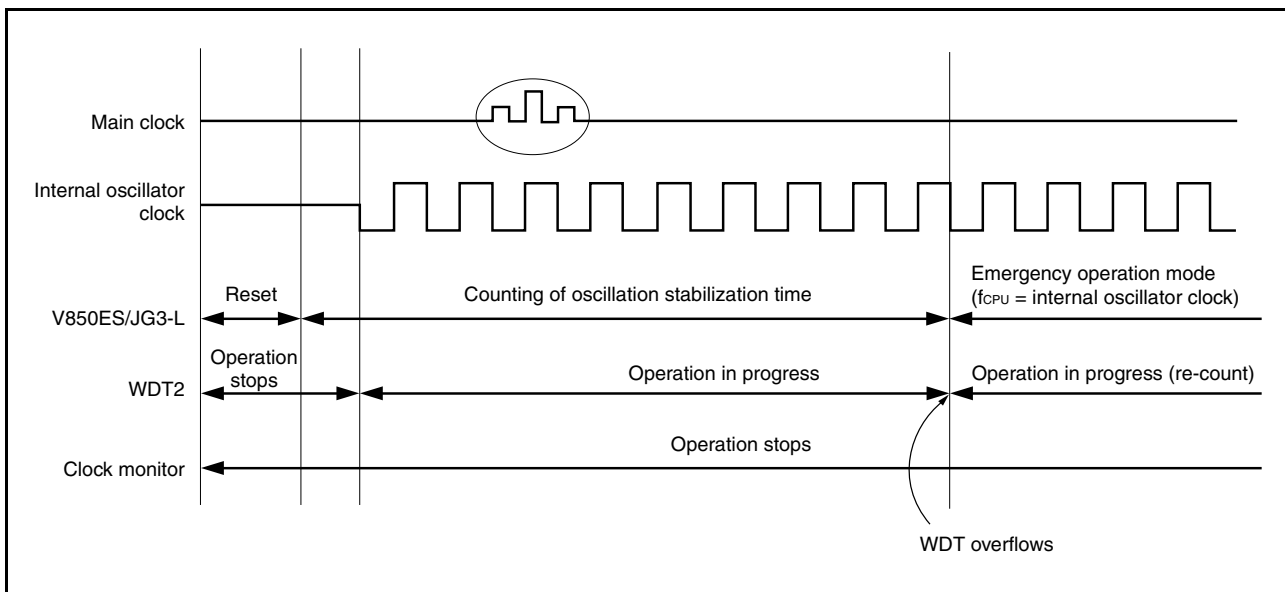 Main clock
Internal oscillator
clock
Emergency operation mode
(fCPU = internal oscillator clock)
Reset
Counting of oscillation stabilization time
V850ES/JG3-L
Operation
stops
WDT2
Operation in progress
Operation in progress (re-count)
Operation stops
Clock monitor
WDT overflows